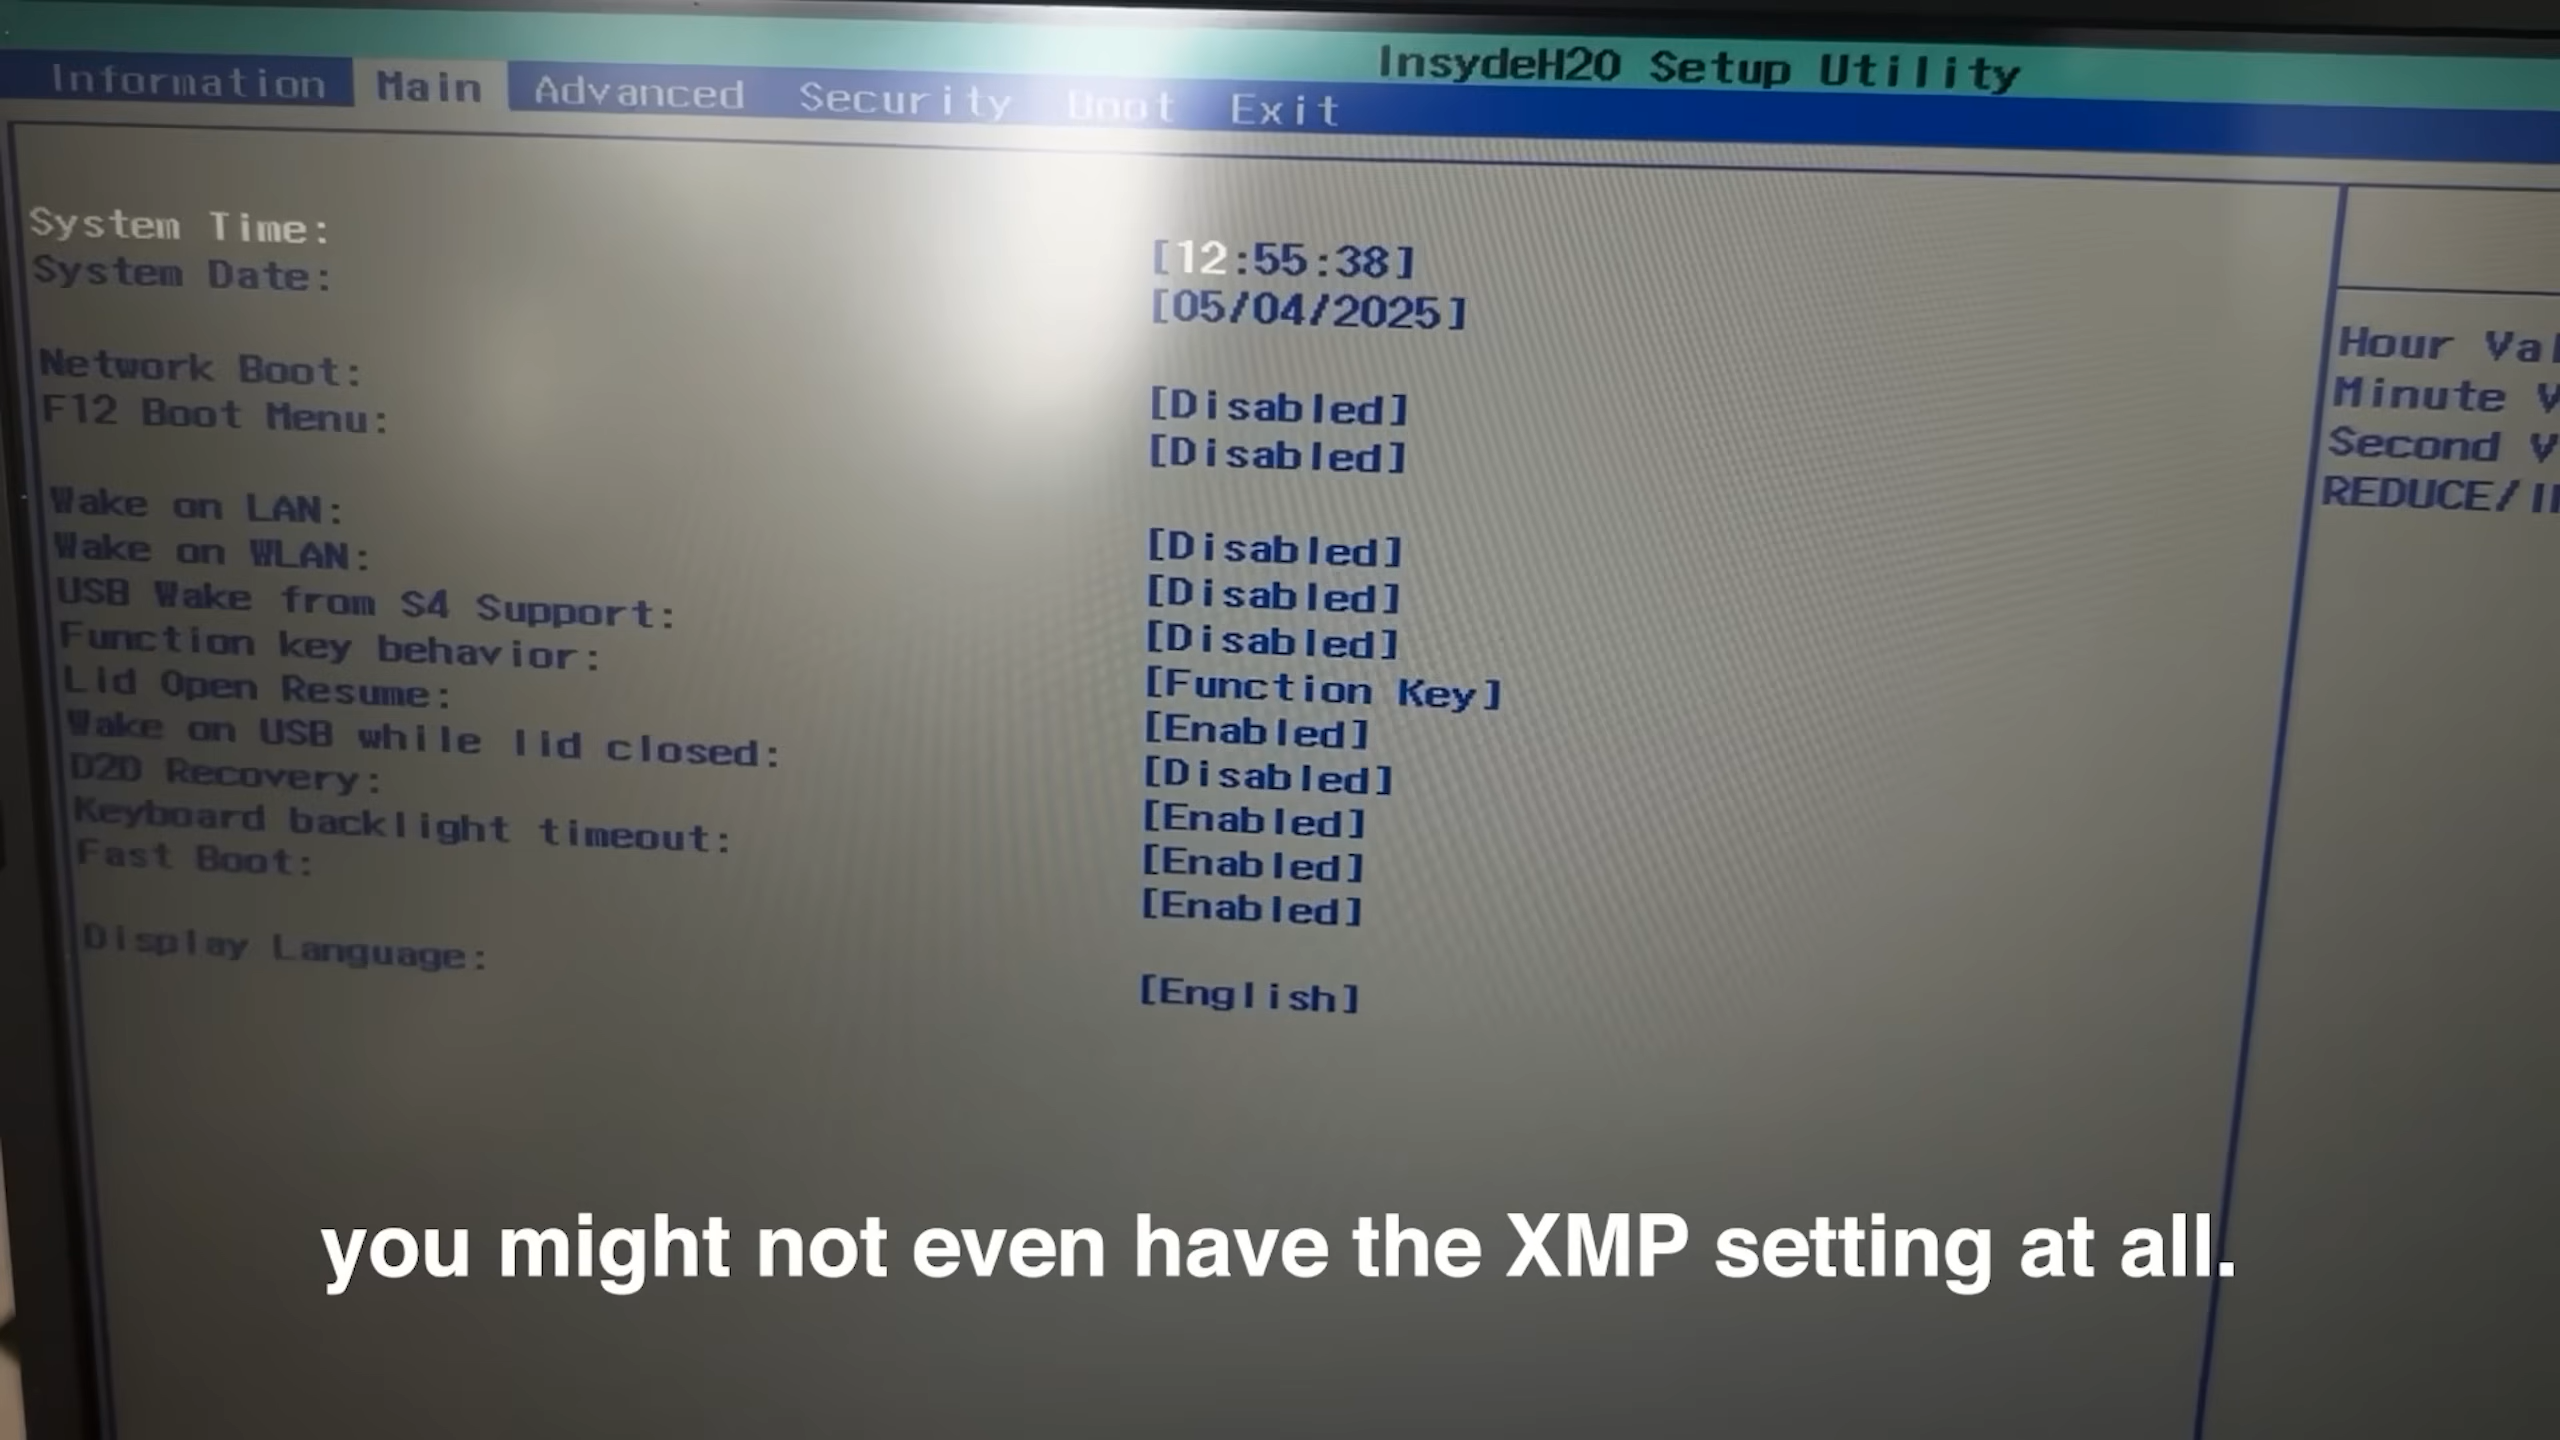 InsydeH20 Setup Utility
Information Main Advanced Security Boot Exit
System Time: [12:55:38]
System Date: [05/04/2025]
Network Boot: [Disabled]
F12 Boot Menu: [Disabled]
Wake on LAN: [Disabled]
Wake on WLAN: [Disabled]
USB Wake from S4 Support: [Disabled]
Function key behavior: [Function Key]
Lid Open Resume: [Enabled]
Wake on USB while lid closed: [Disabled]
D2D Recovery: [Enabled]
Keyboard backlight timeout: [Enabled]
Fast Boot: [Enabled]
Display Language: [English]
Hour
Minute
Second
REDUCE/
you might not even have the XMP setting at all.